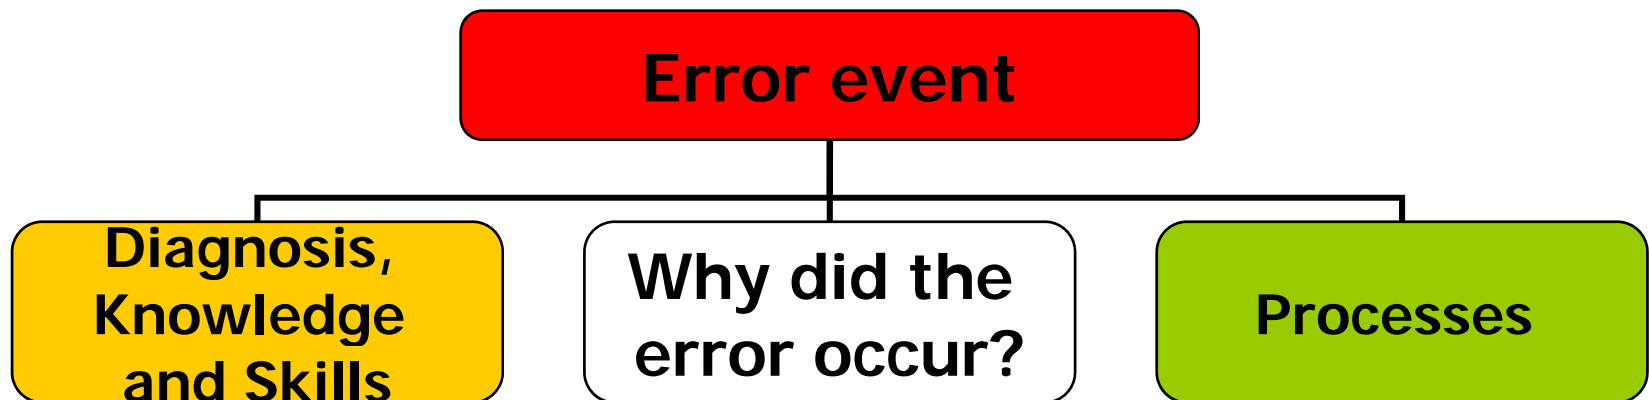 Error event
Diagnosis,
Knowledge
and Skills
Why did the
error occur?
Processes